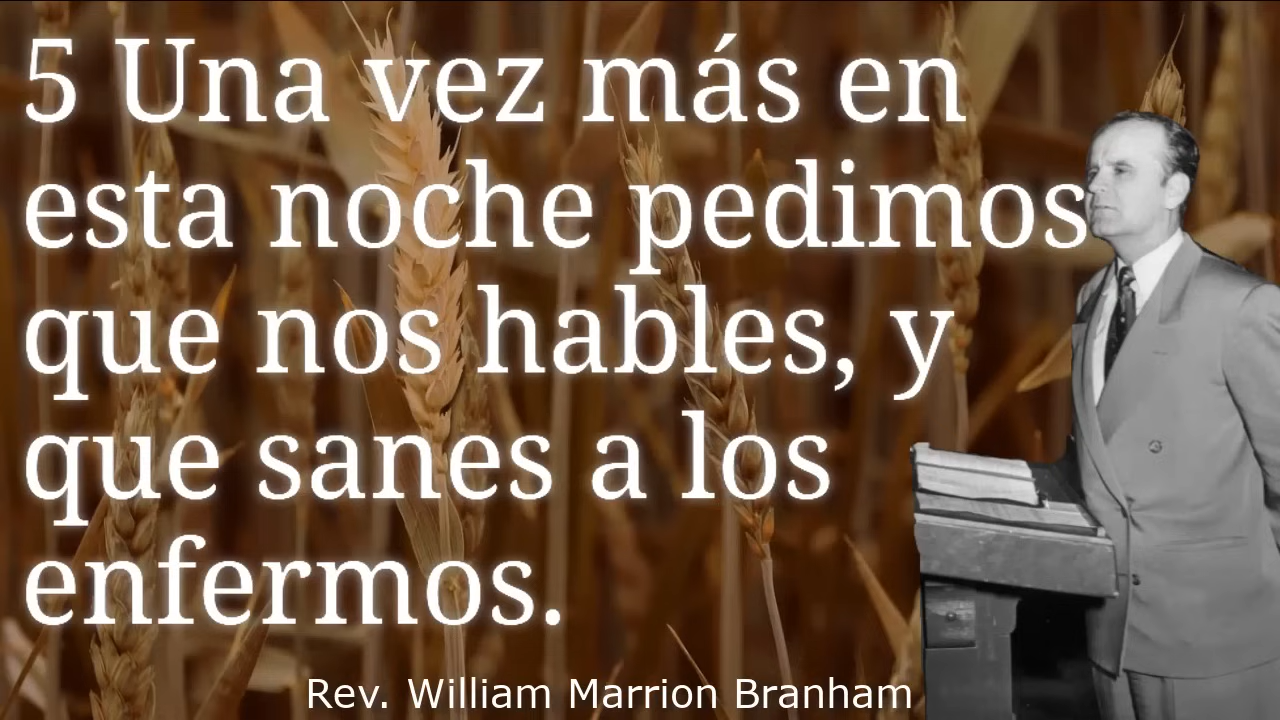 5 Una vez más en
esta noche pedimos
que nos hables, y
que sanes a los
enfermos.
Rev. William Marrion Branham